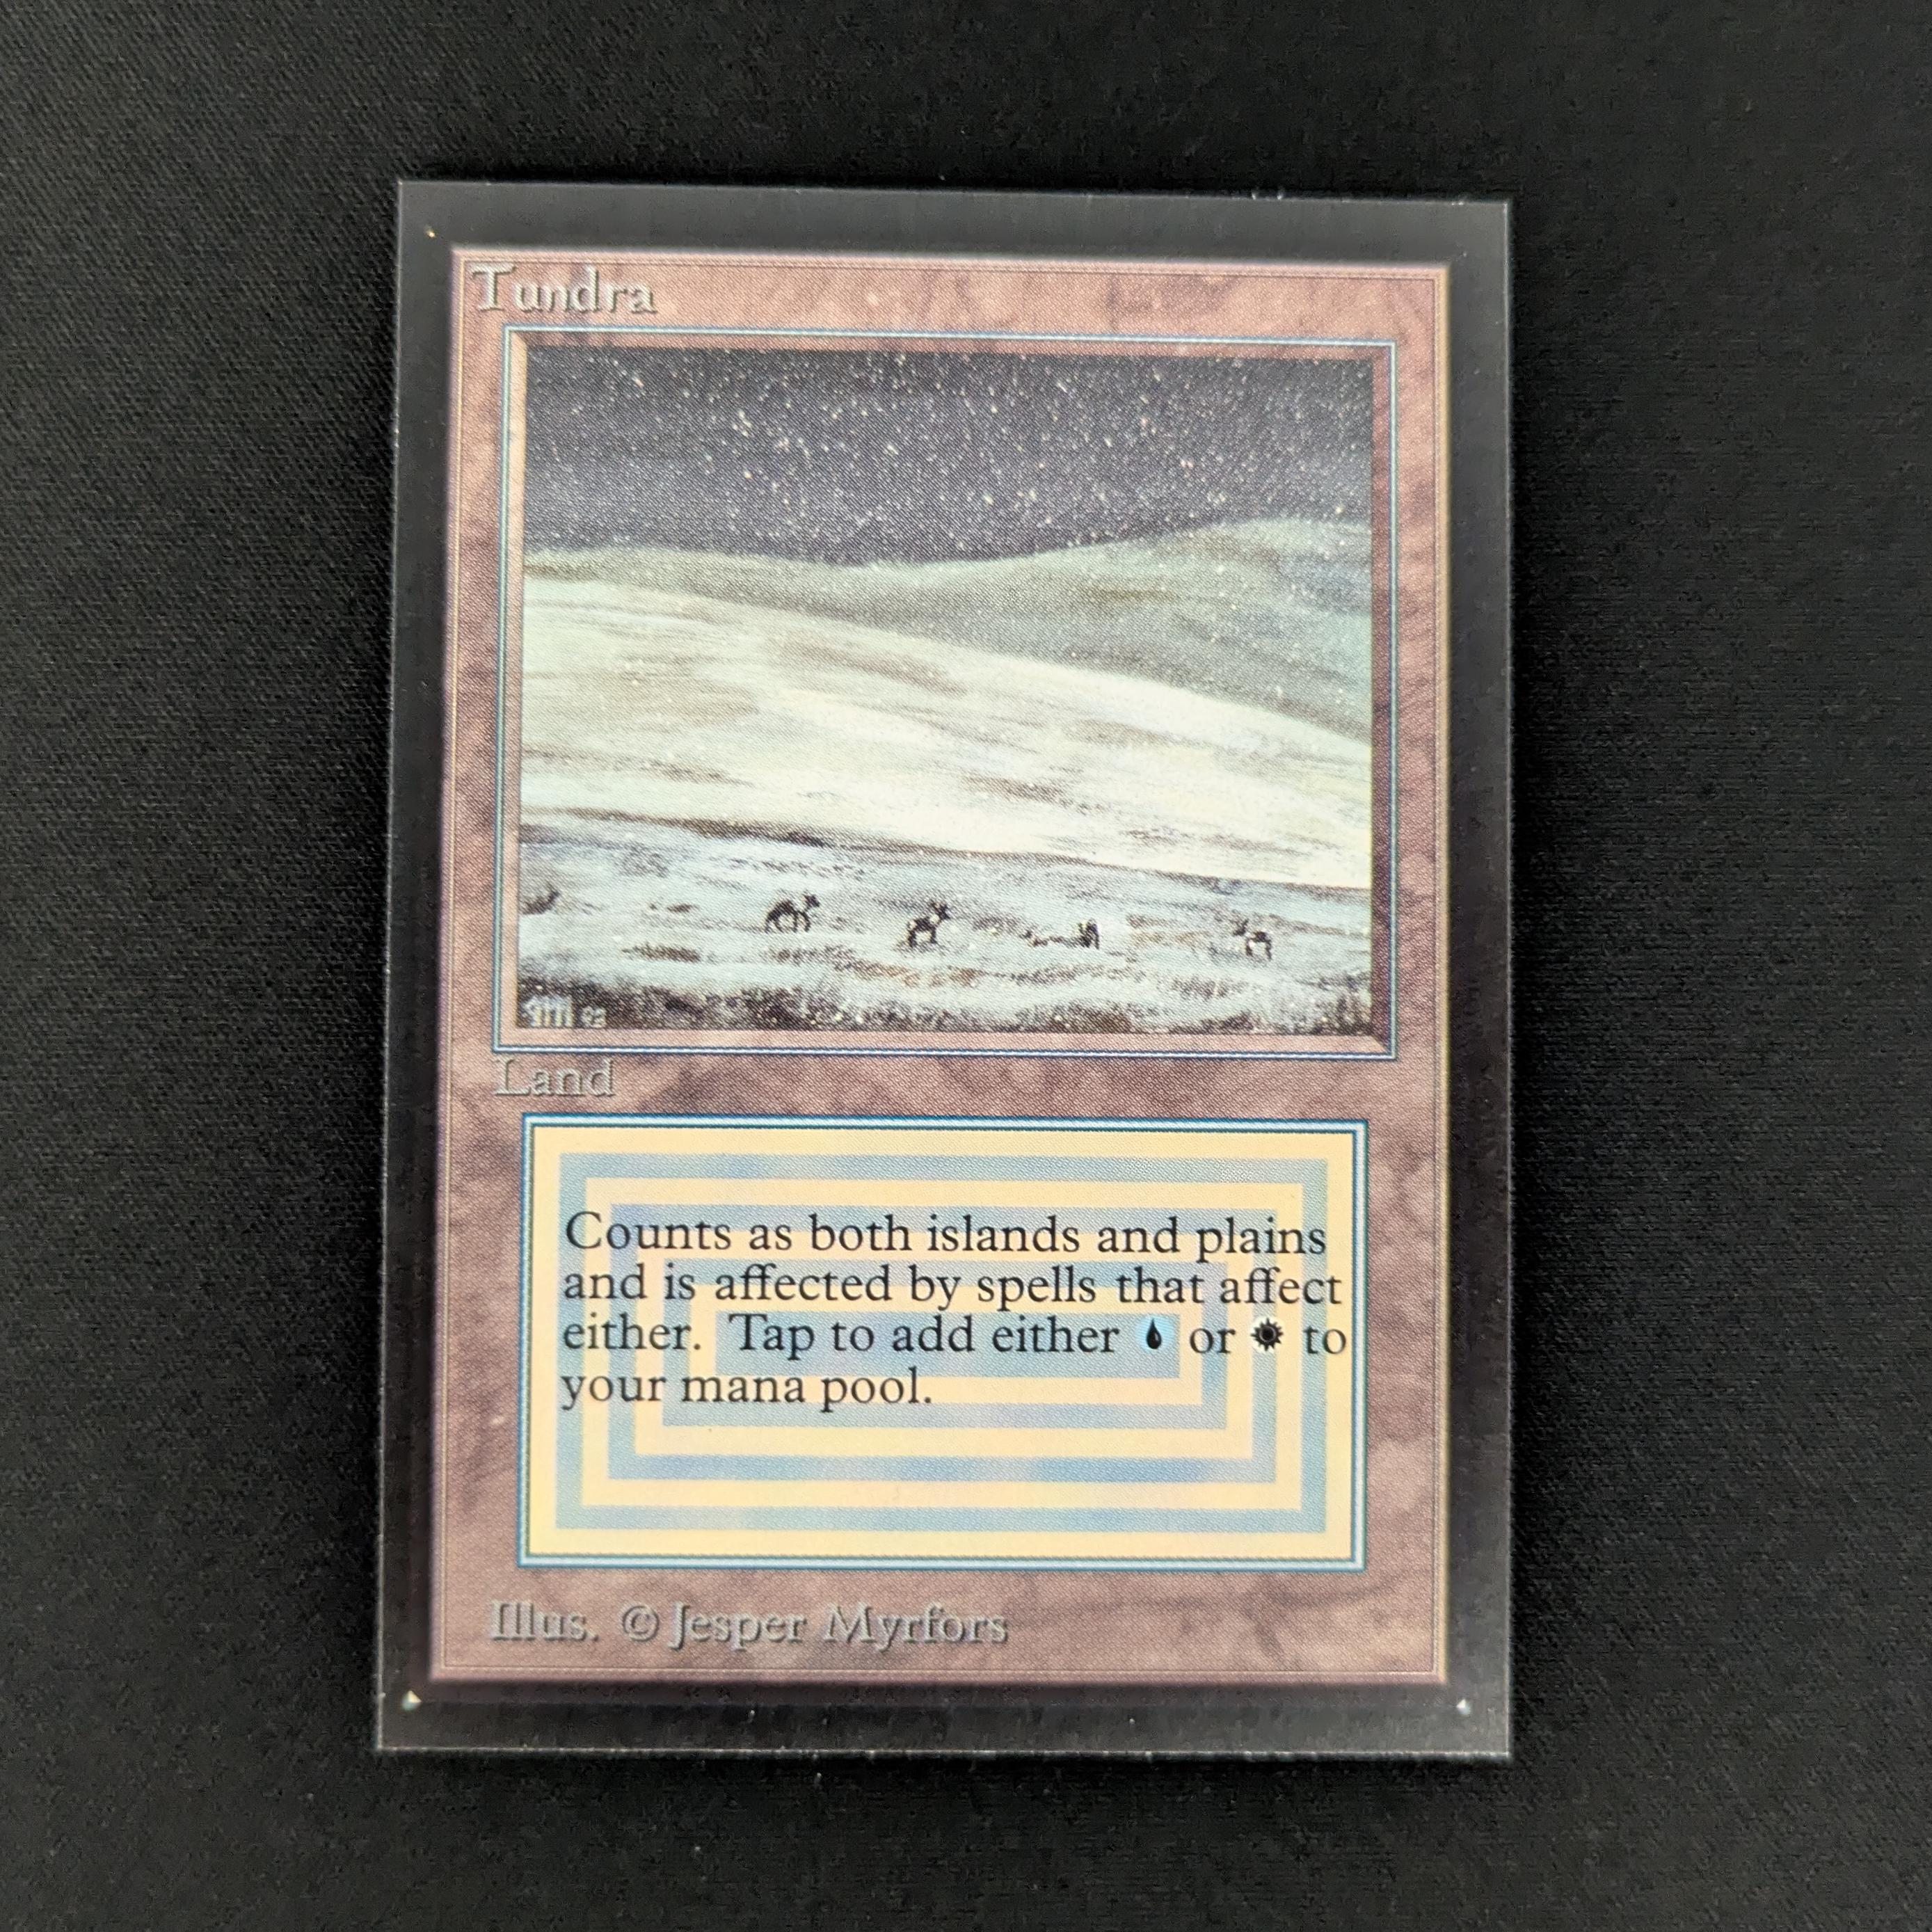 Tundra
Land
Counts as both islands and plains
and is affected by spells that affect
either. Tap to add either or to
your mana pool.
Illus. © Jesper Myrfors